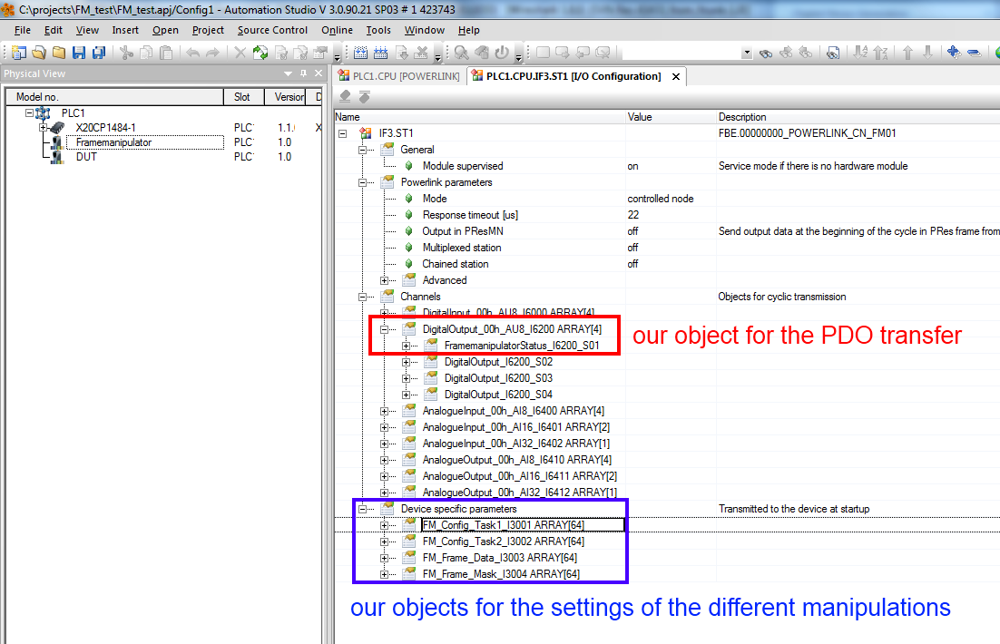 C:\projects\FM_test\FM_test.apj/Config1 - Automation Studio V 3.0.90.21 SP03 # 1 423743
File Edit View Insert Open Project Source Control Online Tools Window Help
Physical View
PLC1.CPU [POWERLINK] PLC1.CPU.IF3.ST1 [I/O Configuration]
Model no. Slot Version D
PLC1
X20CP1484-1 PLC 1.1. X
Framemanipulator PLC 1.0
DUT PLC 1.0
Name Value Description
IF3.ST1 FBE.00000000_POWERLINK_CN_FM01
General
Module supervised on Service mode if there is no hardware module
Powerlink parameters
Mode controlled node
Response timeout [us] 22
Output in PResMN off Send output data at the beginning of the cycle in PRes frame from
Multiplexed station off
Chained station off
Advanced
Channels Objects for cyclic transmission
DigitalInput_00h_AU8_I6000 ARRAY[4]
DigitalOutput_00h_AU8_I6200 ARRAY[4]
our object for the PDO transfer
FramemanipulatorStatus_I6200_S01
DigitalOutput_I6200_S02
DigitalOutput_I6200_S03
DigitalOutput_I6200_S04
AnalogueInput_00h_AI8_I6400 ARRAY[4]
AnalogueInput_00h_AI16_I6401 ARRAY[2]
AnalogueInput_00h_AI32_I6402 ARRAY[1]
AnalogueOutput_00h_AI8_I6410 ARRAY[4]
AnalogueOutput_00h_AI16_I6411 ARRAY[2]
AnalogueOutput_00h_AI32_I6412 ARRAY[1]
Device specific parameters Transmitted to the device at startup
FM_Config_Task1_I3001 ARRAY[64]
FM_Config_Task2_I3002 ARRAY[64]
FM_Frame_Data_I3003 ARRAY[64]
FM_Frame_Mask_I3004 ARRAY[64]
our objects for the settings of the different manipulations